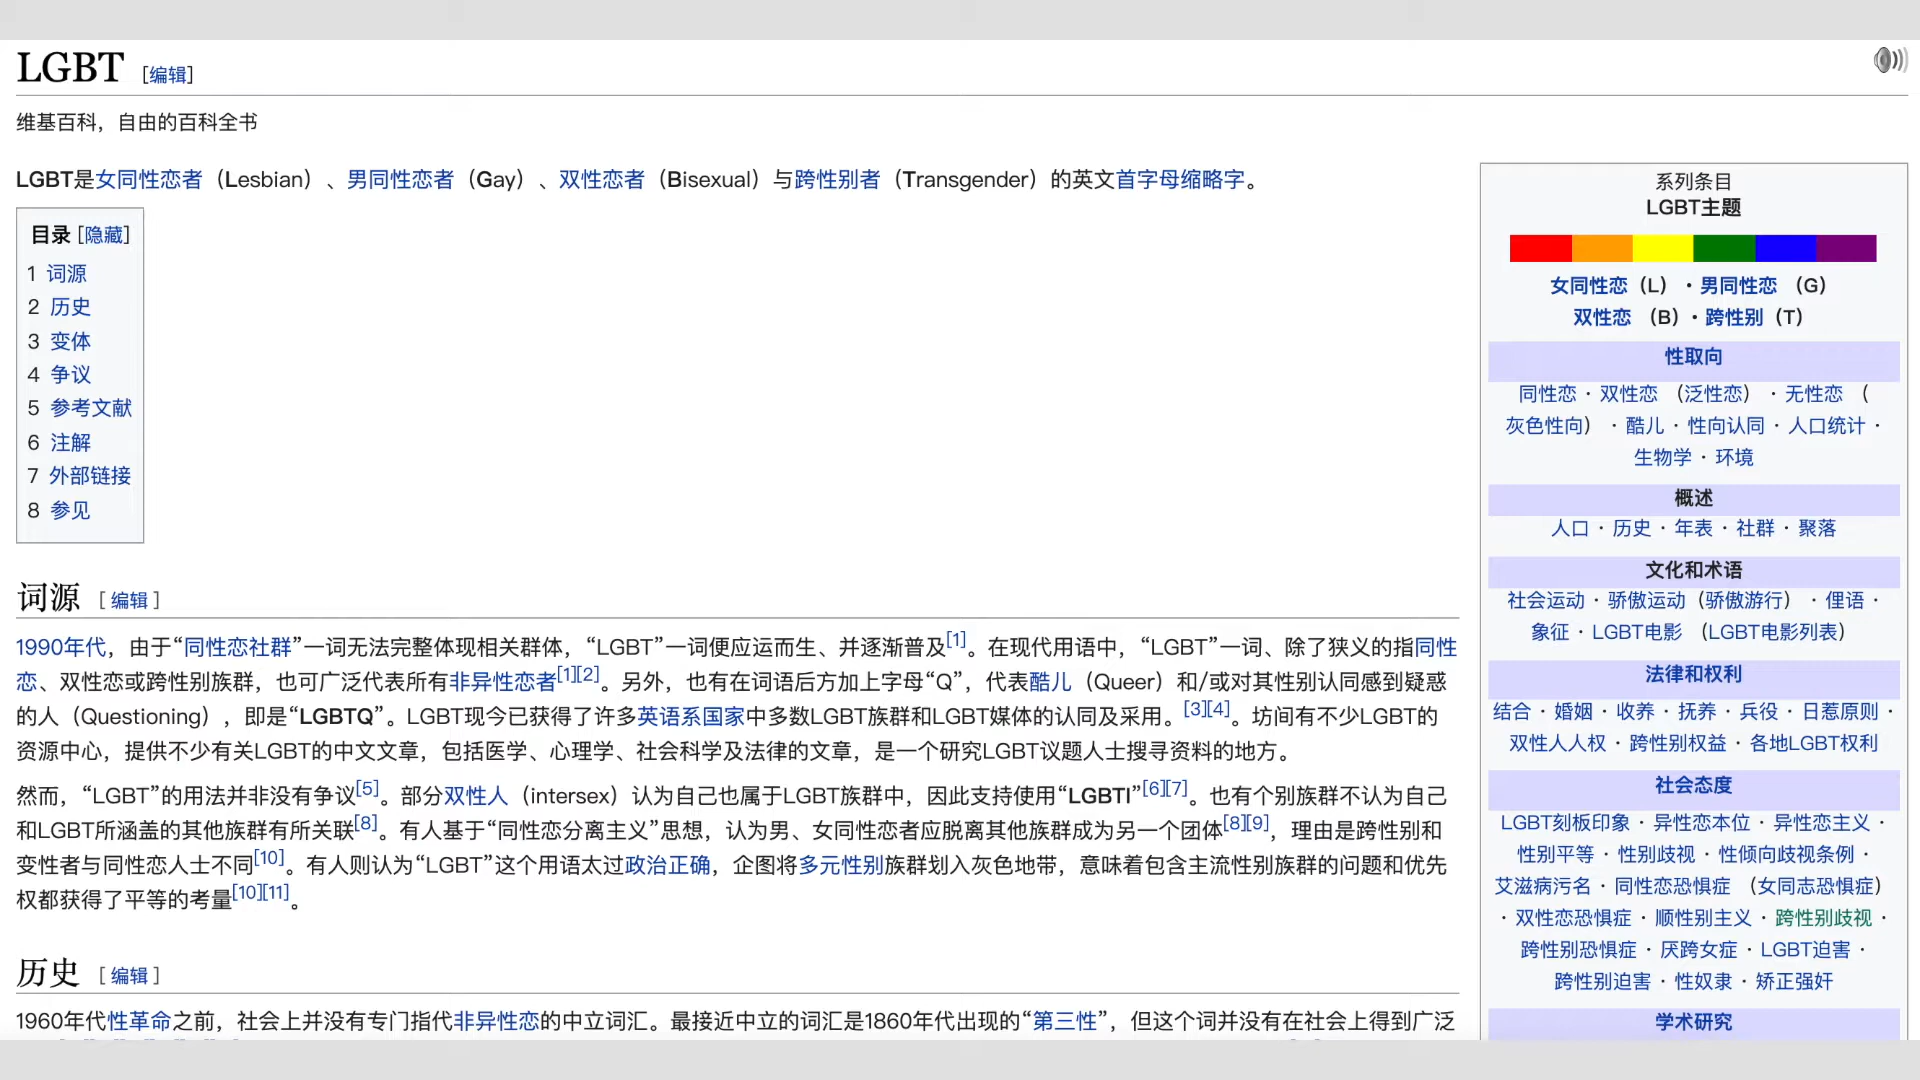 LGBT [编辑]
维基百科，自由的百科全书
LGBT是女同性恋者（Lesbian）、男同性恋者（Gay）、双性恋者（Bisexual）与跨性别者（Transgender）的英文首字母缩略字。
目录 [隐藏]
1 词源
2 历史
3 变体
4 争议
5 参考文献
6 注解
7 外部链接
8 参见
词源 [ 编辑 ]
1990年代，由于“同性恋社群”一词无法完整体现相关群体，“LGBT”一词便应运而生、并逐渐普及[1]。在现代用语中，“LGBT”一词、除了狭义的指同性
恋、双性恋或跨性别族群，也可广泛代表所有非异性恋者[1][2]。另外，也有在词语后方加上字母“Q”，代表酷儿（Queer）和/或对其性别认同感到疑惑
的人（Questioning），即是“LGBTQ”。LGBT现今已获得了许多英语系国家中多数LGBT族群和LGBT媒体的认同及采用。[3][4]。坊间有不少LGBT的
资源中心，提供不少有关LGBT的中文文章，包括医学、心理学、社会科学及法律的文章，是一个研究LGBT议题人士搜寻资料的地方。
然而，“LGBT”的用法并非没有争议[5]。部分双性人（intersex）认为自己也属于LGBT族群中，因此支持使用“LGBTI”[6][7]。也有个别族群不认为自己
和LGBT所涵盖的其他族群有所关联[8]。有人基于“同性恋分离主义”思想，认为男、女同性恋者应脱离其他族群成为另一个团体[8][9]，理由是跨性别和
变性者与同性恋人士不同[10]。有人则认为“LGBT”这个用语太过政治正确，企图将多元性别族群划入灰色地带，意味着包含主流性别族群的问题和优先
权都获得了平等的考量[10][11]。
历史 [ 编辑 ]
1960年代性革命之前，社会上并没有专门指代非异性恋的中立词汇。最接近中立的词汇是1860年代出现的“第三性”，但这个词并没有在社会上得到广泛
系列条目
LGBT主题
女同性恋（L） · 男同性恋 （G）
双性恋 （B）· 跨性别（T）
性取向
同性恋 · 双性恋 （泛性恋） · 无性恋 （
灰色性向） · 酷儿 · 性向认同 · 人口统计 ·
生物学 · 环境
概述
人口 · 历史 · 年表 · 社群 · 聚落
文化和术语
社会运动 · 骄傲运动（骄傲游行） · 俚语 ·
象征 · LGBT电影 （LGBT电影列表）
法律和权利
结合 · 婚姻 · 收养 · 抚养 · 兵役 · 日惹原则 ·
双性人人权 · 跨性别权益 · 各地LGBT权利
社会态度
LGBT刻板印象 · 异性恋本位 · 异性恋主义 ·
性别平等 · 性别歧视 · 性倾向歧视条例 ·
艾滋病污名 · 同性恋恐惧症 （女同志恐惧症）
· 双性恋恐惧症 · 顺性别主义 · 跨性别歧视 ·
跨性别恐惧症 · 厌跨女症 · LGBT迫害 ·
跨性别迫害 · 性奴隶 · 矫正强奸
学术研究